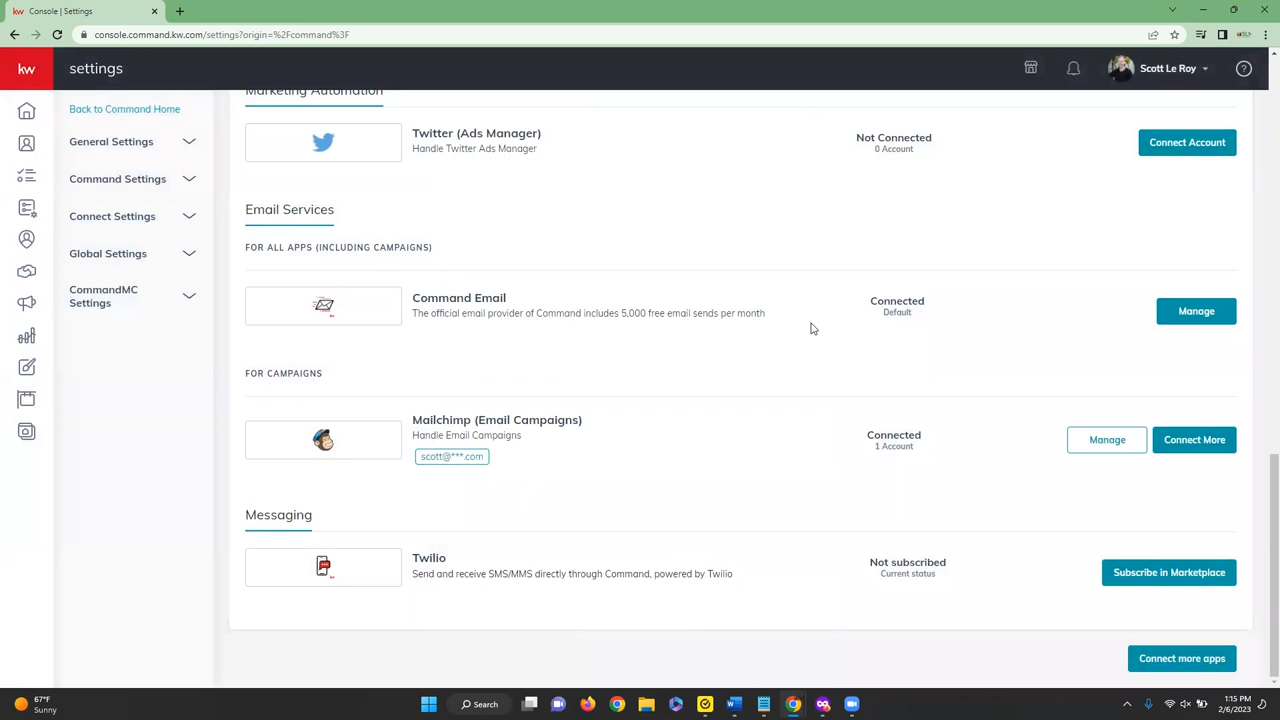 Console | Settings
console.command.kw.com/settings?origin=%2Fcommand%3F
kw
settings
Scott Le Roy
Back to Command Home
General Settings
Command Settings
Connect Settings
Global Settings
CommandMC
Settings
Marketing Automation
Twitter (Ads Manager)
Handle Twitter Ads Manager
Not Connected
0 Account
Connect Account
Email Services
FOR ALL APPS (INCLUDING CAMPAIGNS)
Command Email
The official email provider of Command includes 5,000 free email sends per month
Connected
Default
Manage
FOR CAMPAIGNS
Mailchimp (Email Campaigns)
Handle Email Campaigns
scott@***.com
Connected
1 Account
Manage
Connect More
Messaging
Twilio
Send and receive SMS/MMS directly through Command, powered by Twilio
Not subscribed
Current status
Subscribe in Marketplace
Connect more apps
67°F
Sunny
Search
1:15 PM
2/6/2023